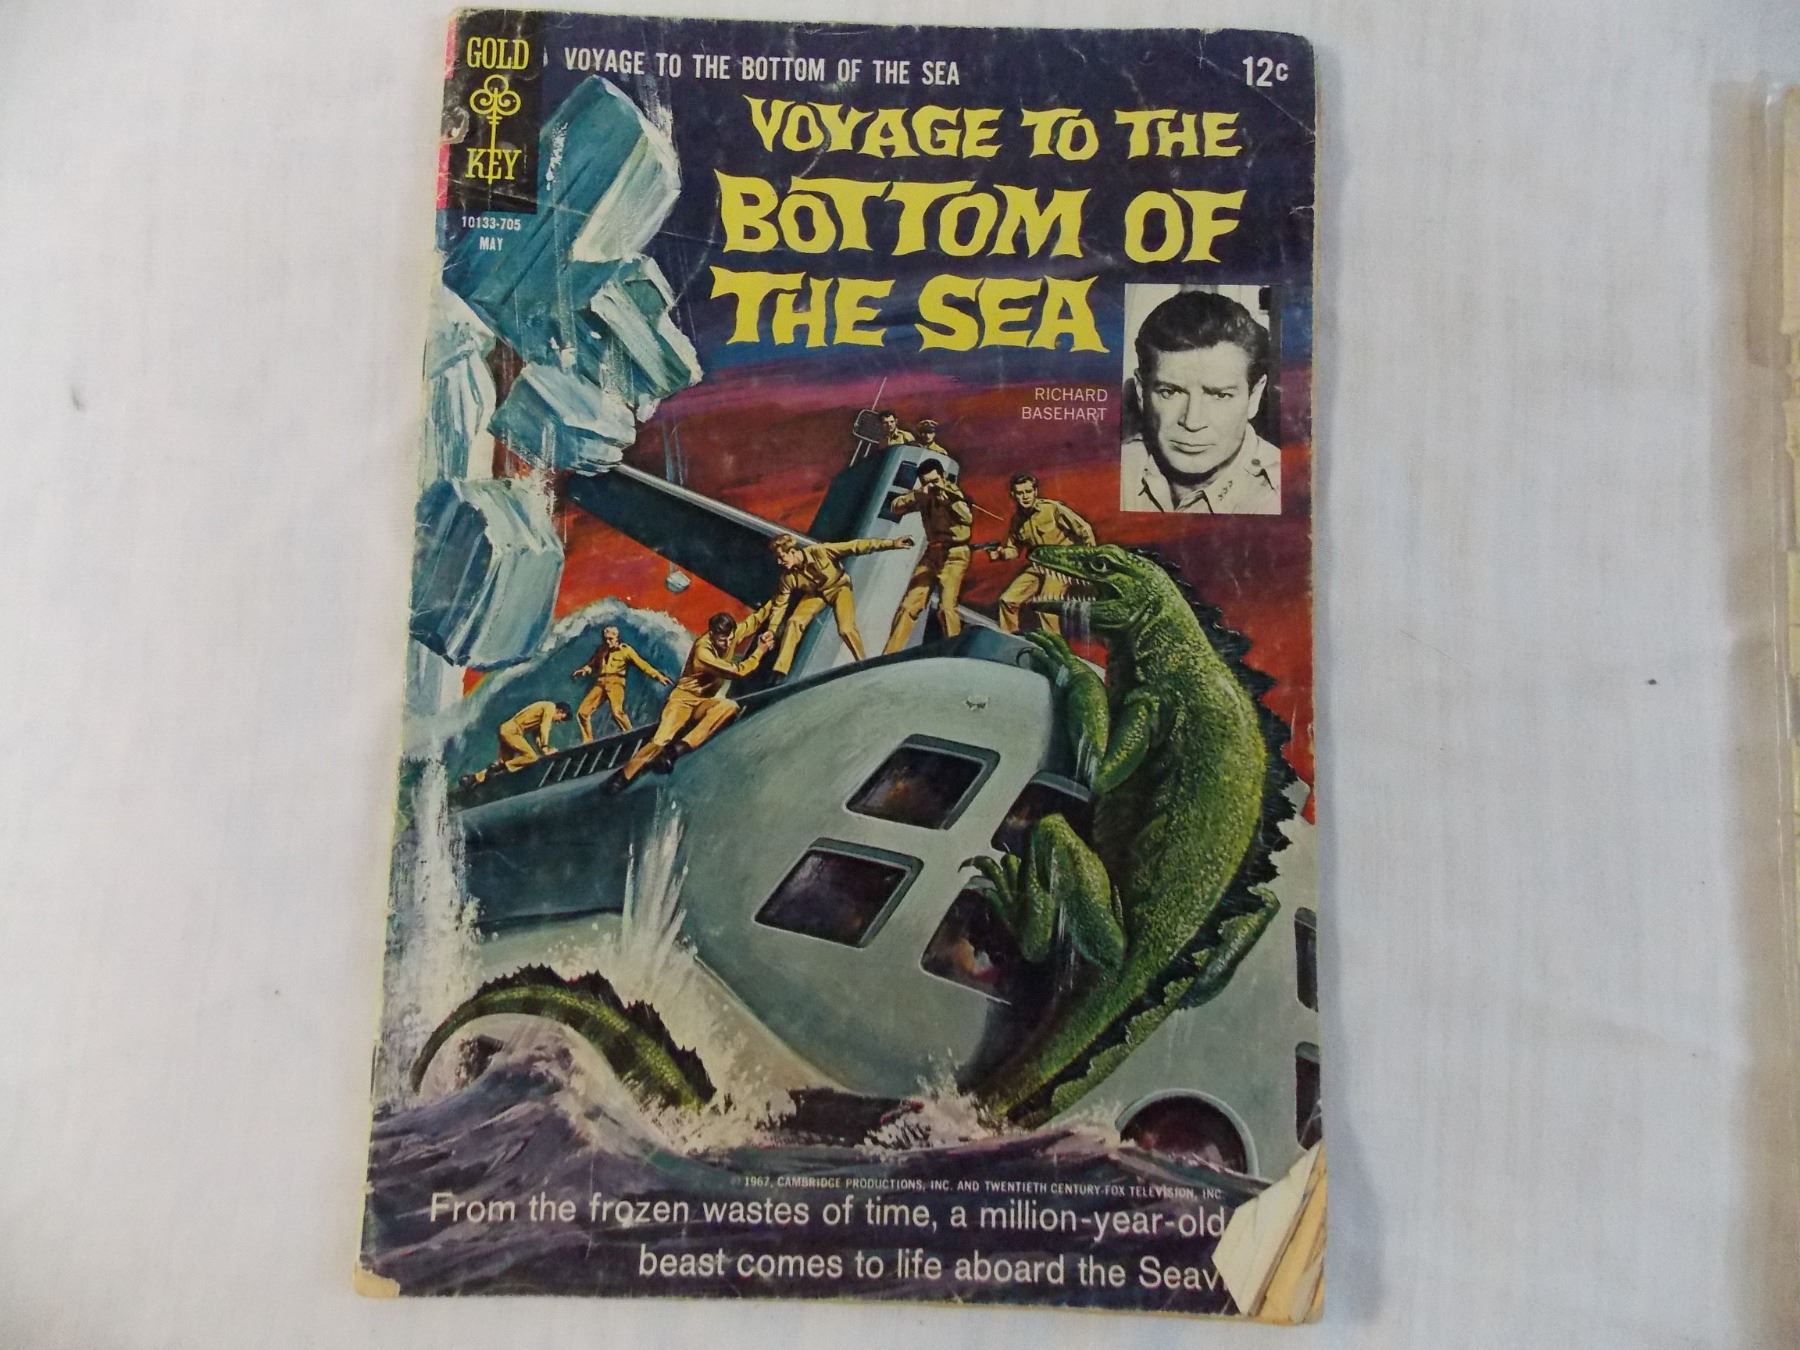 GOLD
KEY
10133-705
MAY
VOYAGE TO THE BOTTOM OF THE SEA
12c
VOYAGE TO THE
BOTTOM OF
THE SEA
RICHARD
BASEHART
© 1967, CAMBRIDGE PRODUCTIONS, INC. AND TWENTIETH CENTURY-FOX TELEVISION, INC.
From the frozen wastes of time, a million-year-old
beast comes to life aboard the Seav